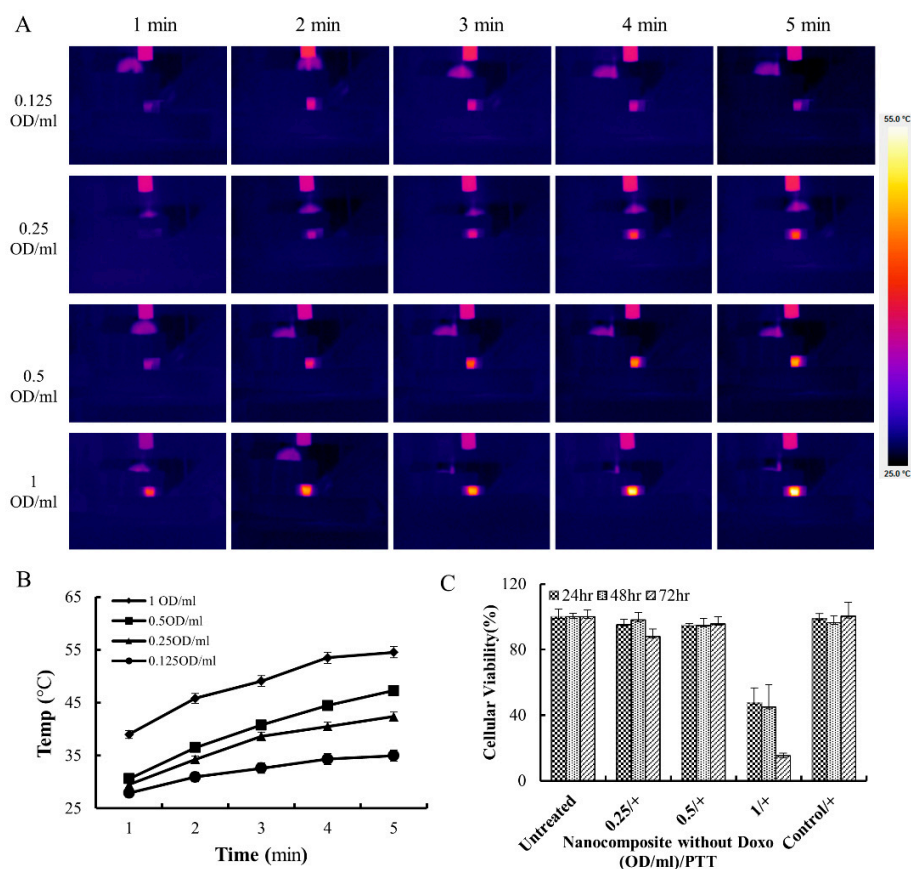 A
1 min
2 min
3 min
4 min
5 min
0.125
OD/ml
0.25
OD/ml
0.5
OD/ml
1
OD/ml
55.0 °C
25.0 °C
B
65
55
45
35
25
Temp (°C)
1 OD/ml
0.5OD/ml
0.25OD/ml
0.125OD/ml
1
2
3
4
5
Time (min)
C
120
80
40
0
Cellular Viability(%)
24hr
48hr
72hr
Untreated
0.25/+
0.5/+
1/+
Control/+
Nanocomposite without Doxo
(OD/ml)/PTT